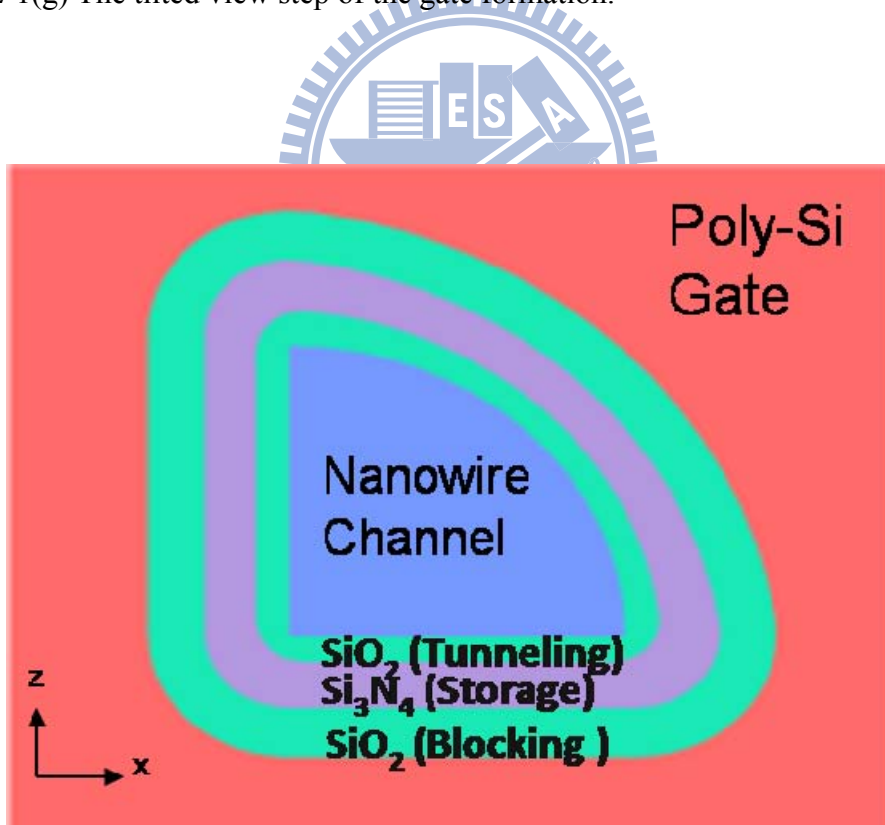 1(g) The tilted view step of the gate formation.
ES A
Poly-Si
Gate
Nanowire
Channel
SiO₂ (Tunneling)
Si₃N₄ (Storage)
SiO₂ (Blocking )
z
x